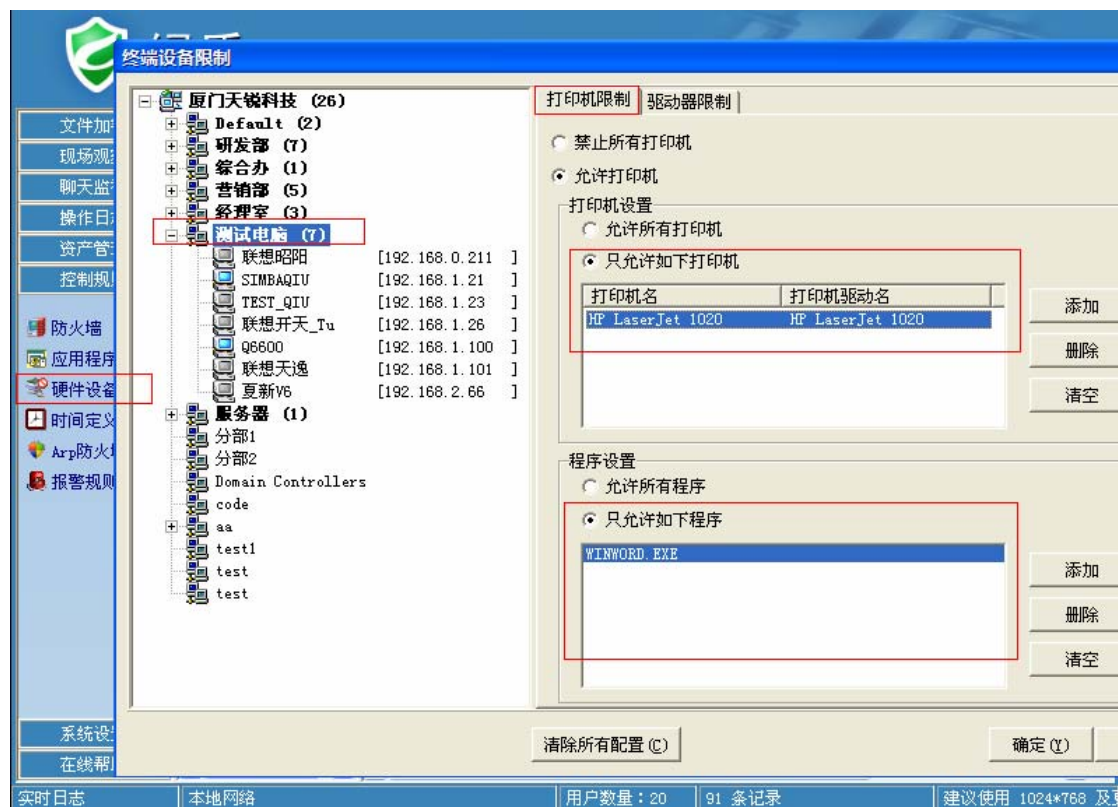 终端设备限制
文件加
现场观
聊天监
操作日
资产管
控制规
防火墙
应用程序
硬件设备
时间定义
Arp防火
报警规则
系统设
在线帮
厦门天锐科技 (26)
Default (2)
研发部 (7)
综合办 (1)
营销部 (5)
经理室 (3)
测试电脑 (7)
联想昭阳 [192.168.0.211 ]
SIMBAQIU [192.168.1.21 ]
TEST_QIU [192.168.1.23 ]
联想开天_Tu [192.168.1.26 ]
Q6600 [192.168.1.100 ]
联想天逸 [192.168.1.101 ]
夏新V6 [192.168.2.66 ]
服务器 (1)
分部1
分部2
Domain Controllers
code
aa
test1
test
test
打印机限制 驱动器限制
禁止所有打印机
允许打印机
打印机设置
允许所有打印机
只允许如下打印机
打印机名 打印机驱动名
HP LaserJet 1020 HP LaserJet 1020
添加
删除
清空
程序设置
允许所有程序
只允许如下程序
WINWORD.EXE
添加
删除
清空
清除所有配置(C) 确定(Y)
实时日志 本地网络 用户数量：20 91 条记录 建议使用 1024*768 及